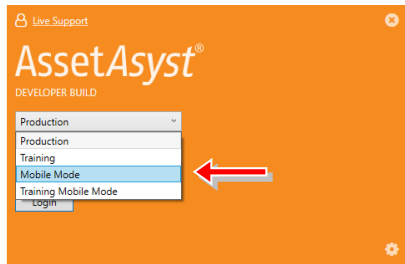 Live Support
AssetAsyst®
DEVELOPER BUILD
Production
Production
Training
Mobile Mode
Training Mobile Mode
Login